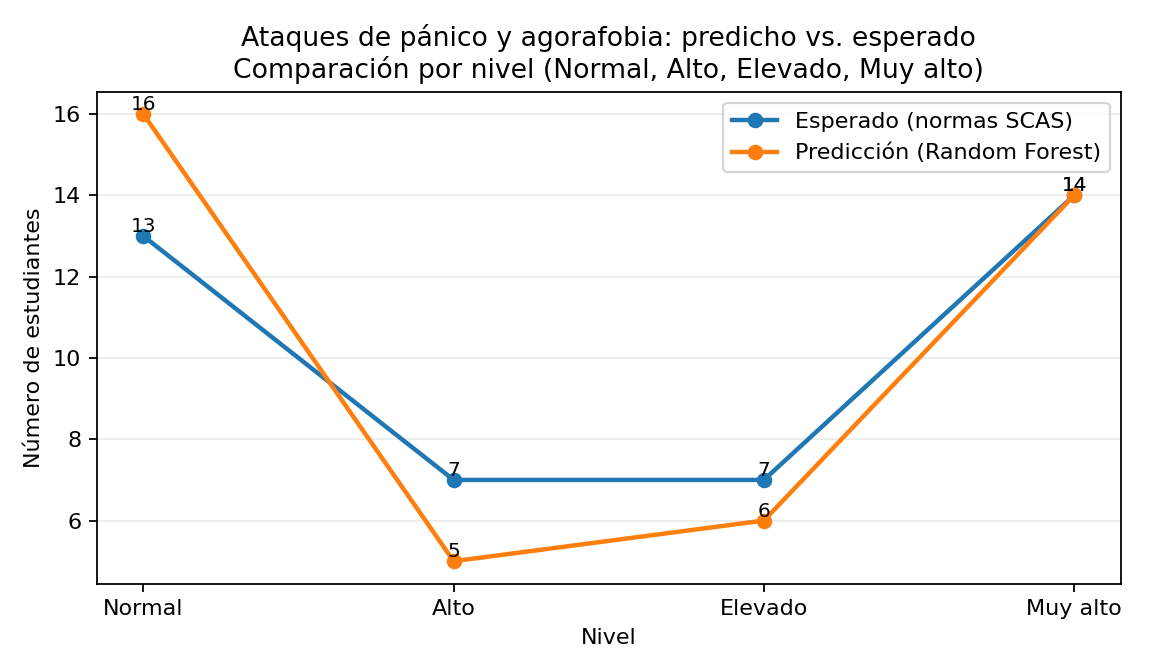 Ataques de pánico y agorafobia: predicho vs. esperado
Comparación por nivel (Normal, Alto, Elevado, Muy alto)
Esperado (normas SCAS)
Predicción (Random Forest)
Número de estudiantes
16
14
12
10
8
6
16
13
7
5
7
6
14
14
Normal
Alto
Elevado
Muy alto
Nivel